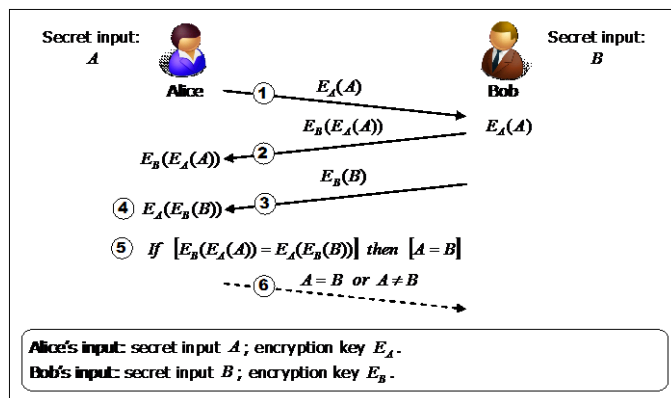 Secret input:
A
Secret input:
B
Alice
Bob
1 E_A(A)
E_B(E_A(A)) E_A(A)
2
E_B(E_A(A))
E_B(B)
4 E_A(E_B(B)) 3
5 If [E_B(E_A(A)) = E_A(E_B(B))] then [A = B]
6 A = B or A ≠ B
Alice's input: secret input A ; encryption key E_A .
Bob's input: secret input B ; encryption key E_B .